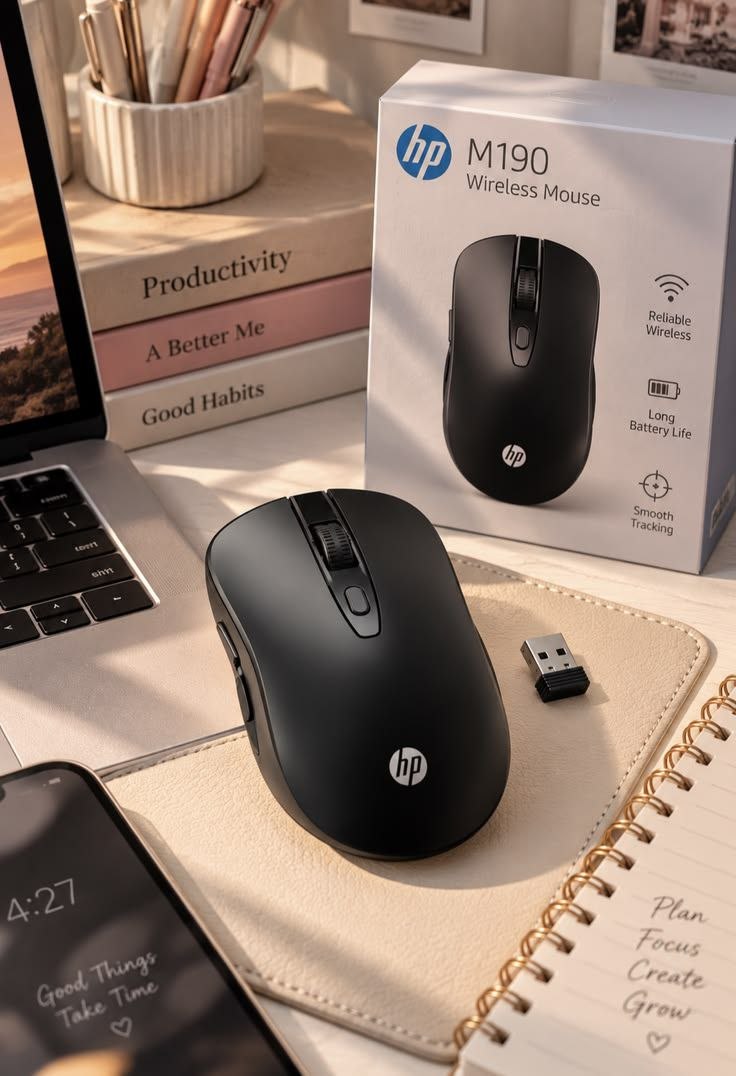 hp
M190
Wireless Mouse
Reliable
Wireless
Long
Battery Life
Smooth
Tracking
hp
Productivity
A Better Me
Good Habits
shift
hp
4:27
Good Things
Take Time
Plan
Focus
Create
Grow